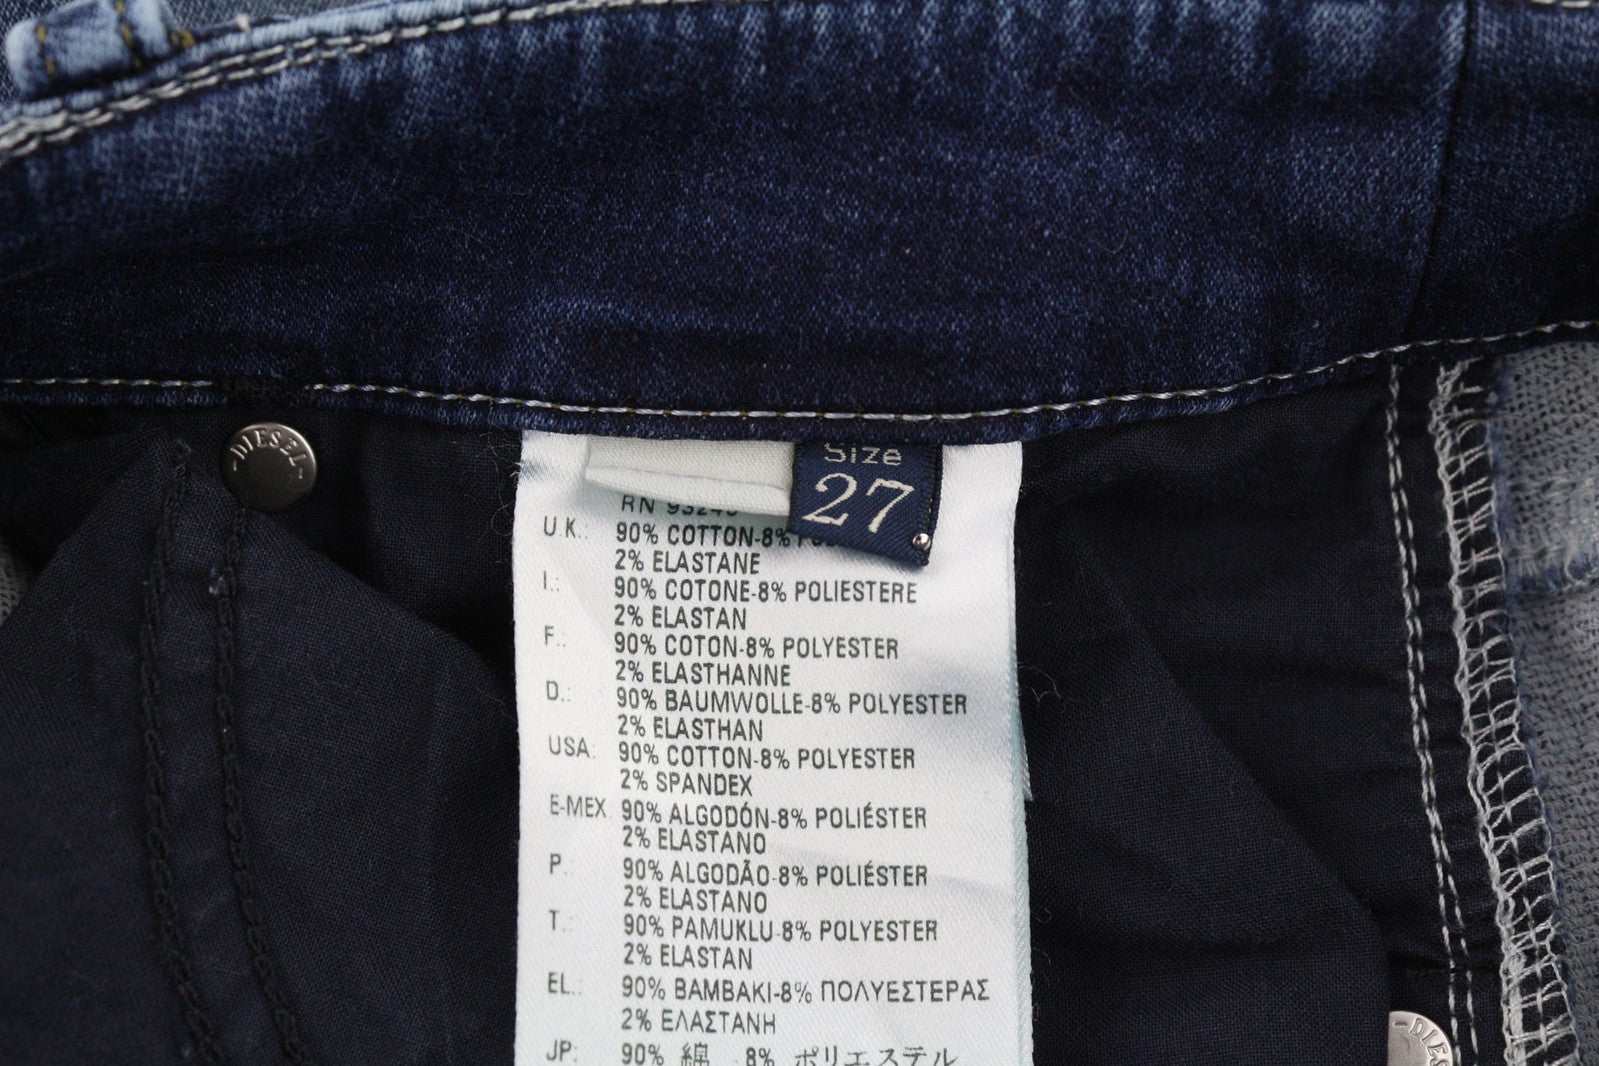 DIESEL
Size
27
RN 93243
U.K.: 90% COTTON-8%
2% ELASTANE
I.: 90% COTONE-8% POLIESTERE
2% ELASTAN
F.: 90% COTON-8% POLYESTER
2% ELASTHANNE
D.: 90% BAUMWOLLE-8% POLYESTER
2% ELASTHAN
USA: 90% COTTON-8% POLYESTER
2% SPANDEX
E-MEX 90% ALGODÓN-8% POLIÉSTER
2% ELASTANO
P.: 90% ALGODÃO-8% POLIÉSTER
2% ELASTANO
T.: 90% PAMUKLU-8% POLYESTER
2% ELASTAN
EL.: 90% ΒΑΜΒΑΚΙ-8% ΠΟΛΥΕΣΤΕΡΑΣ
2% ΕΛΑΣΤΑΝΗ
JP: 90% 綿 8% ポリエステル
DIESEL